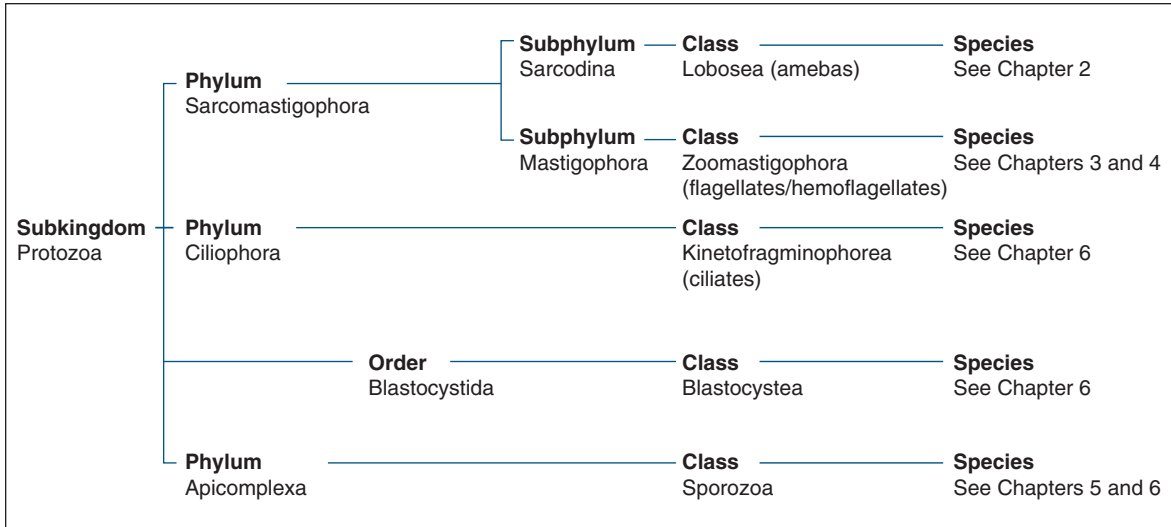 Subphylum Class Species
Sarcodina Lobosea (amebas) See Chapter 2
Phylum
Sarcomastigophora
Subphylum Class Species
Mastigophora Zoomastigophora See Chapters 3 and 4
(flagellates/hemoflagellates)
Subkingdom Phylum Class Species
Protozoa Ciliophora Kinetofragminophorea See Chapter 6
(ciliates)
Order Class Species
Blastocystida Blastocystea See Chapter 6
Phylum Class Species
Apicomplexa Sporozoa See Chapters 5 and 6